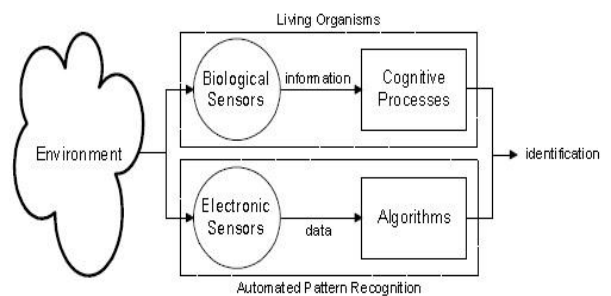 Living Organisms
Biological
Sensors
information
Cognitive
Processes
Environment
identification
Electronic
Sensors
data
Algorithms
Automated Pattern Recognition